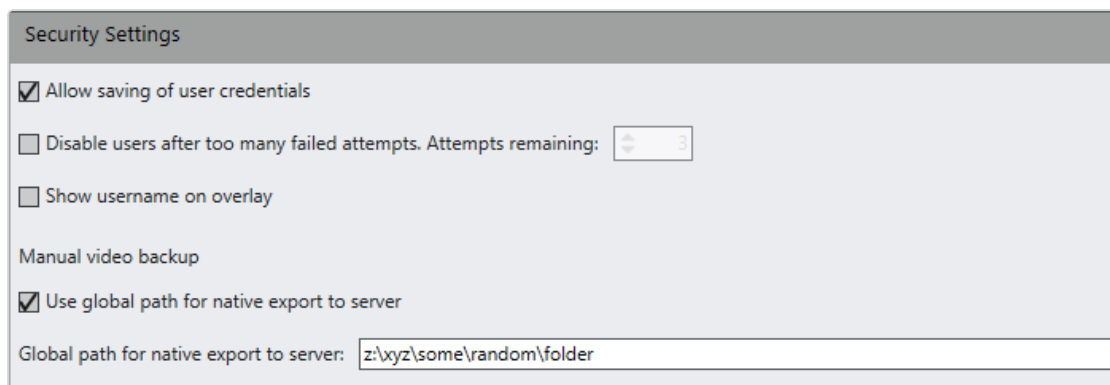 Security Settings
Allow saving of user credentials
Disable users after too many failed attempts. Attempts remaining: 3
Show username on overlay
Manual video backup
Use global path for native export to server
Global path for native export to server: z:\xyz\some\random\folder